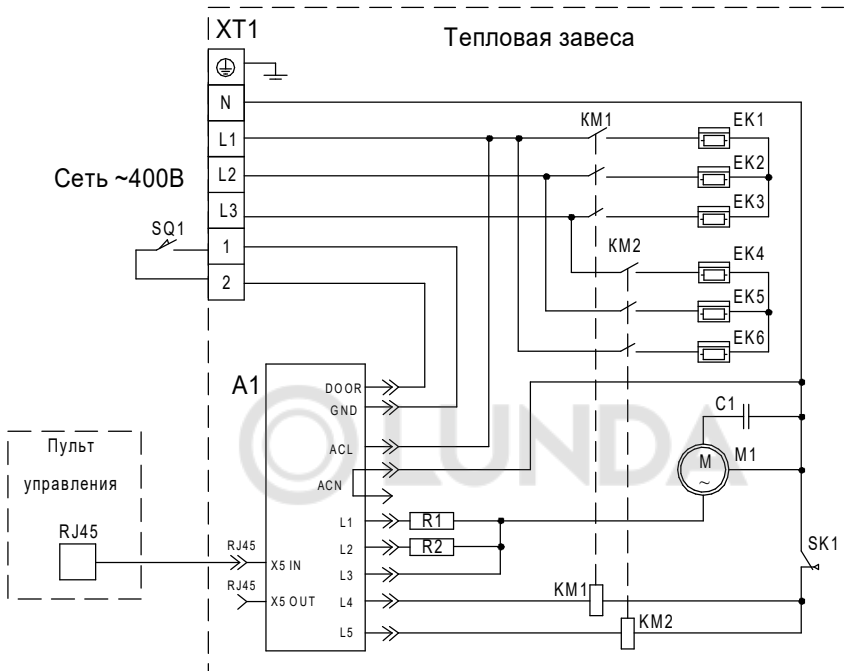 XT1
Тепловая завеса
N
L1
L2
L3
1
2
Сеть ~400В
SQ1
KM1
EK1
EK2
EK3
KM2
EK4
EK5
EK6
A1
DOOR
GND
ACL
ACN
L1
L2
L3
L4
L5
X5 IN
X5 OUT
RJ45
RJ45
R1
R2
C1
M
~
M1
SK1
KM1
KM2
Пульт
управления
RJ45
LUNDA